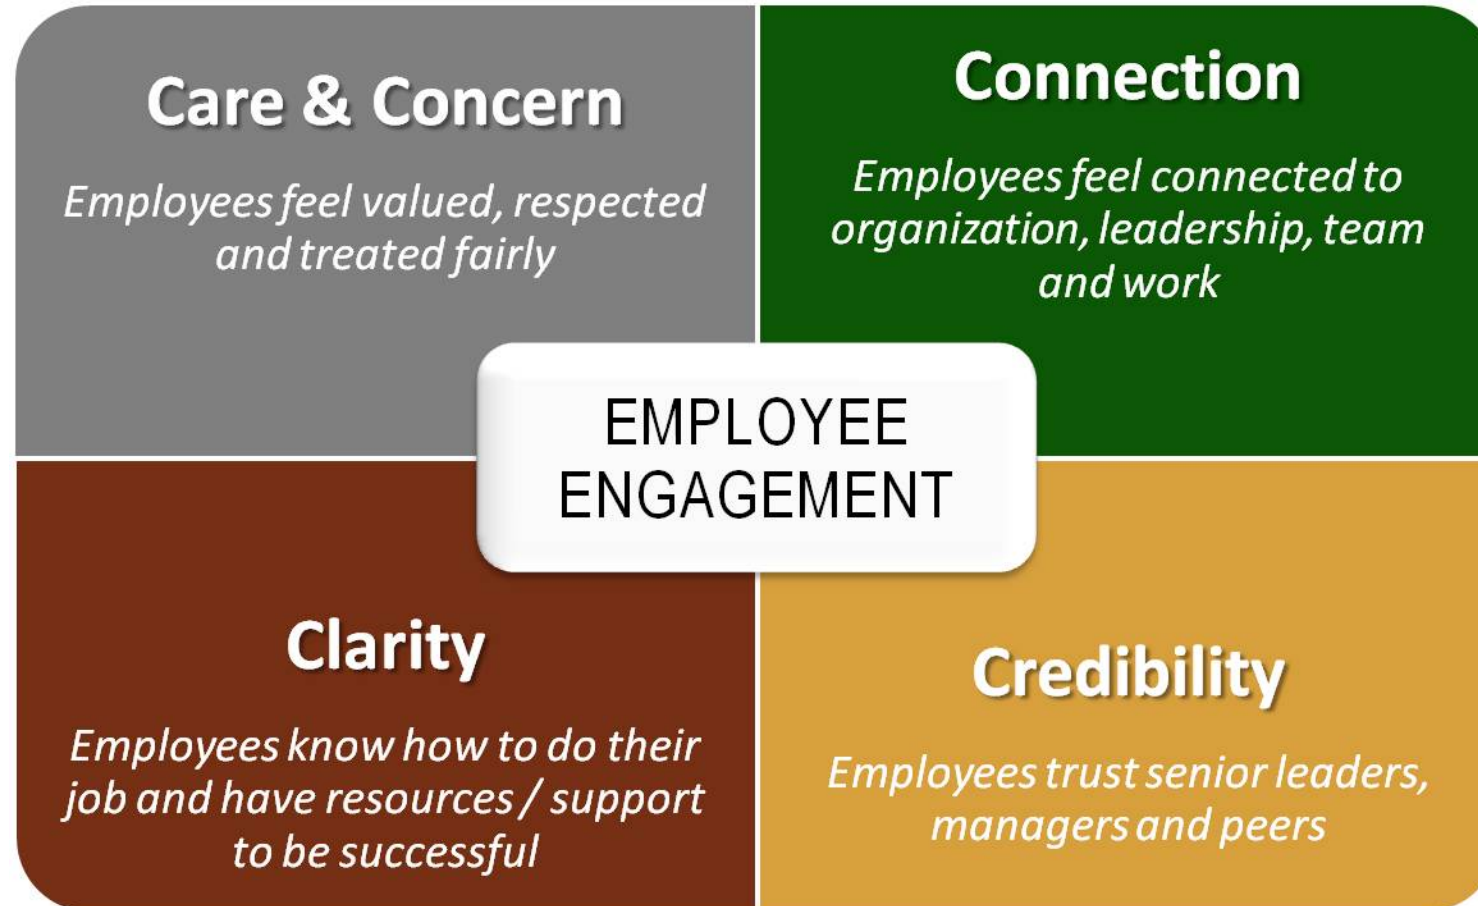 Care & Concern
Employees feel valued, respected
and treated fairly
Connection
Employees feel connected to
organization, leadership, team
and work
EMPLOYEE
ENGAGEMENT
Clarity
Employees know how to do their
job and have resources / support
to be successful
Credibility
Employees trust senior leaders,
managers and peers